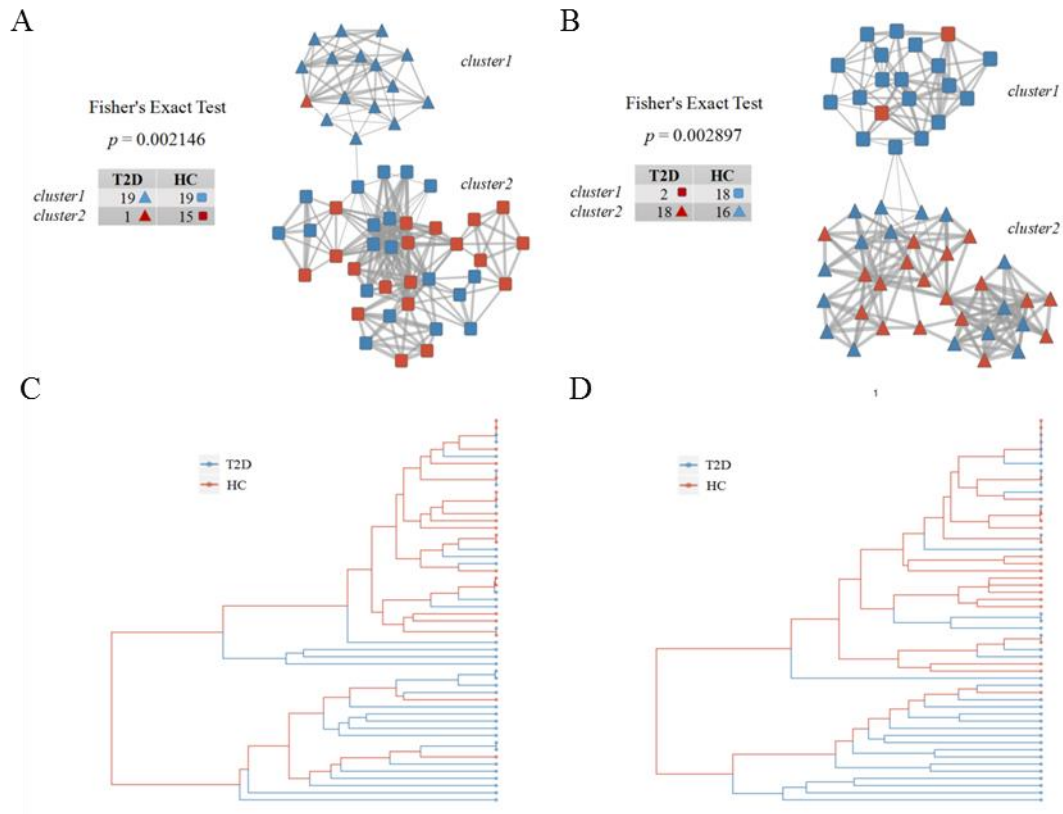 A
B
cluster1
Fisher's Exact Test
p = 0.002146
T2D HC
cluster1 19 19
cluster2 1 15
cluster2
Fisher's Exact Test
p = 0.002897
T2D HC
cluster1 2 18
cluster2 18 16
cluster1
cluster2
C
D
1
T2D
HC
T2D
HC